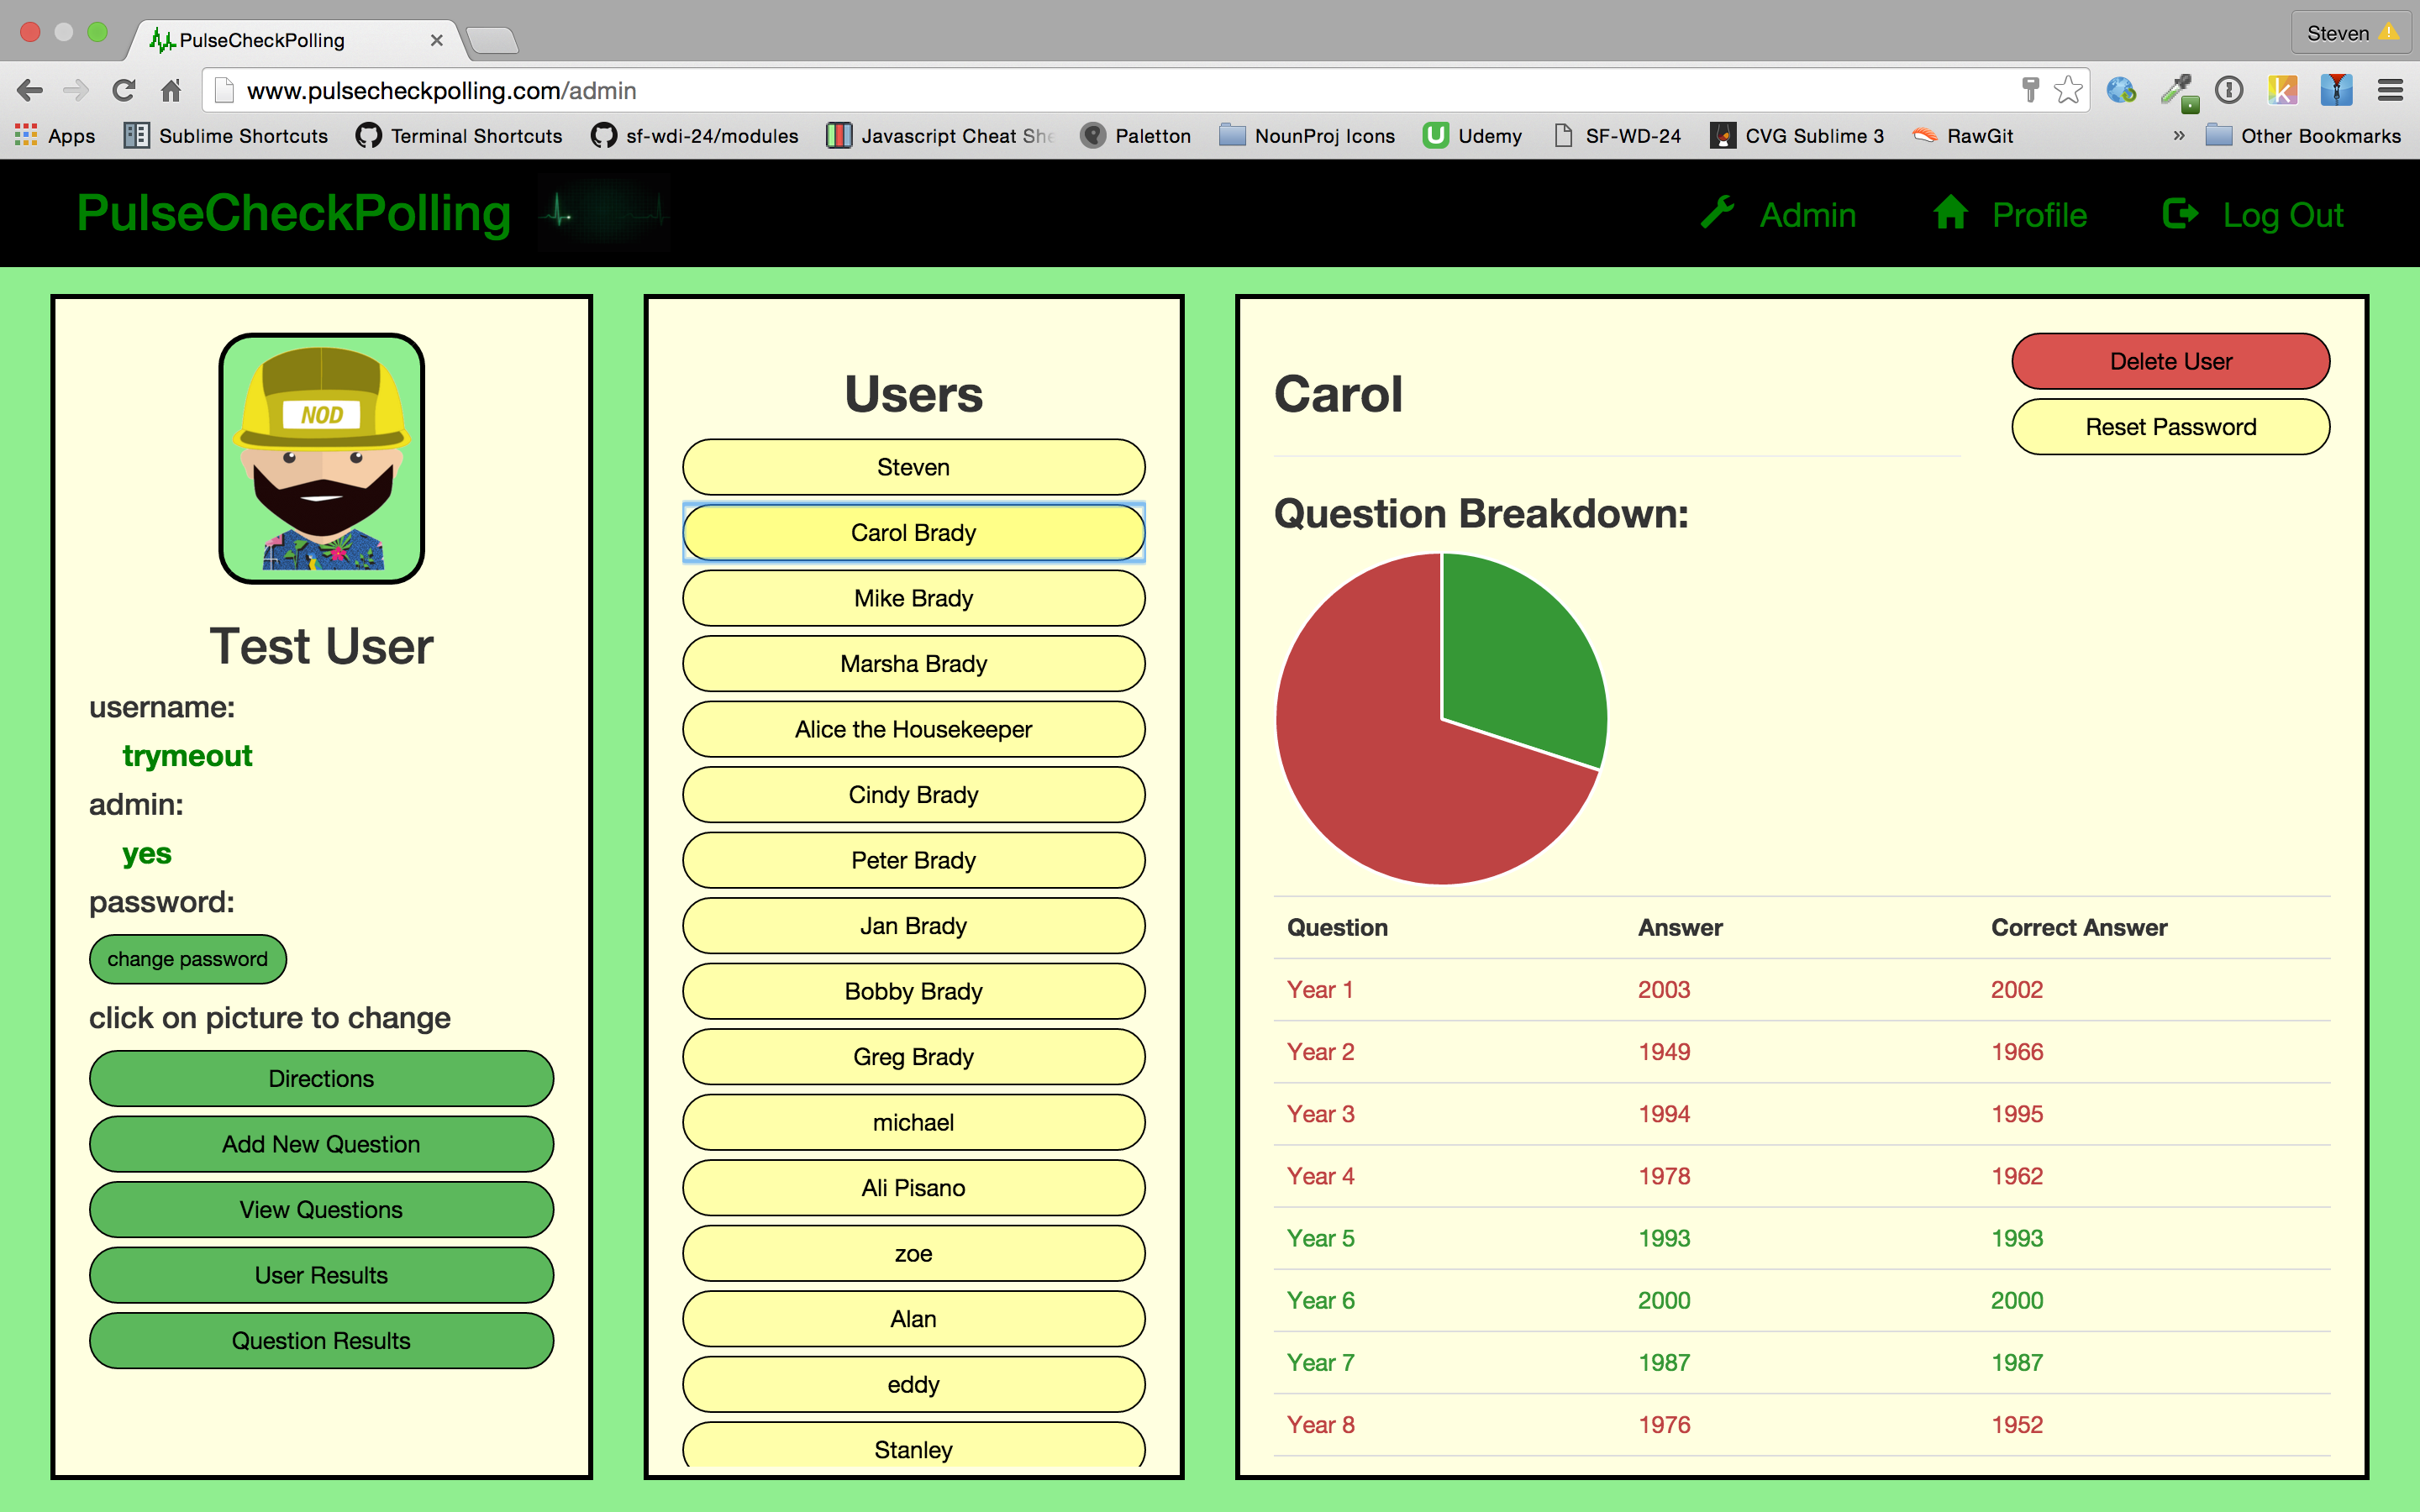 PulseCheckPolling
Steven
www.pulsecheckpolling.com/admin
Apps Sublime Shortcuts Terminal Shortcuts sf-wdi-24/modules Javascript Cheat She Paletton NounProj Icons Udemy SF-WD-24 CVG Sublime 3 RawGit » Other Bookmarks
PulseCheckPolling Admin Profile Log Out
NOD
Test User
username:
trymeout
admin:
yes
password:
change password
click on picture to change
Directions
Add New Question
View Questions
User Results
Question Results
Users
Steven
Carol Brady
Mike Brady
Marsha Brady
Alice the Housekeeper
Cindy Brady
Peter Brady
Jan Brady
Bobby Brady
Greg Brady
michael
Ali Pisano
zoe
Alan
eddy
Stanley
Carol
Delete User
Reset Password
Question Breakdown:
Question Answer Correct Answer
Year 1 2003 2002
Year 2 1949 1966
Year 3 1994 1995
Year 4 1978 1962
Year 5 1993 1993
Year 6 2000 2000
Year 7 1987 1987
Year 8 1976 1952